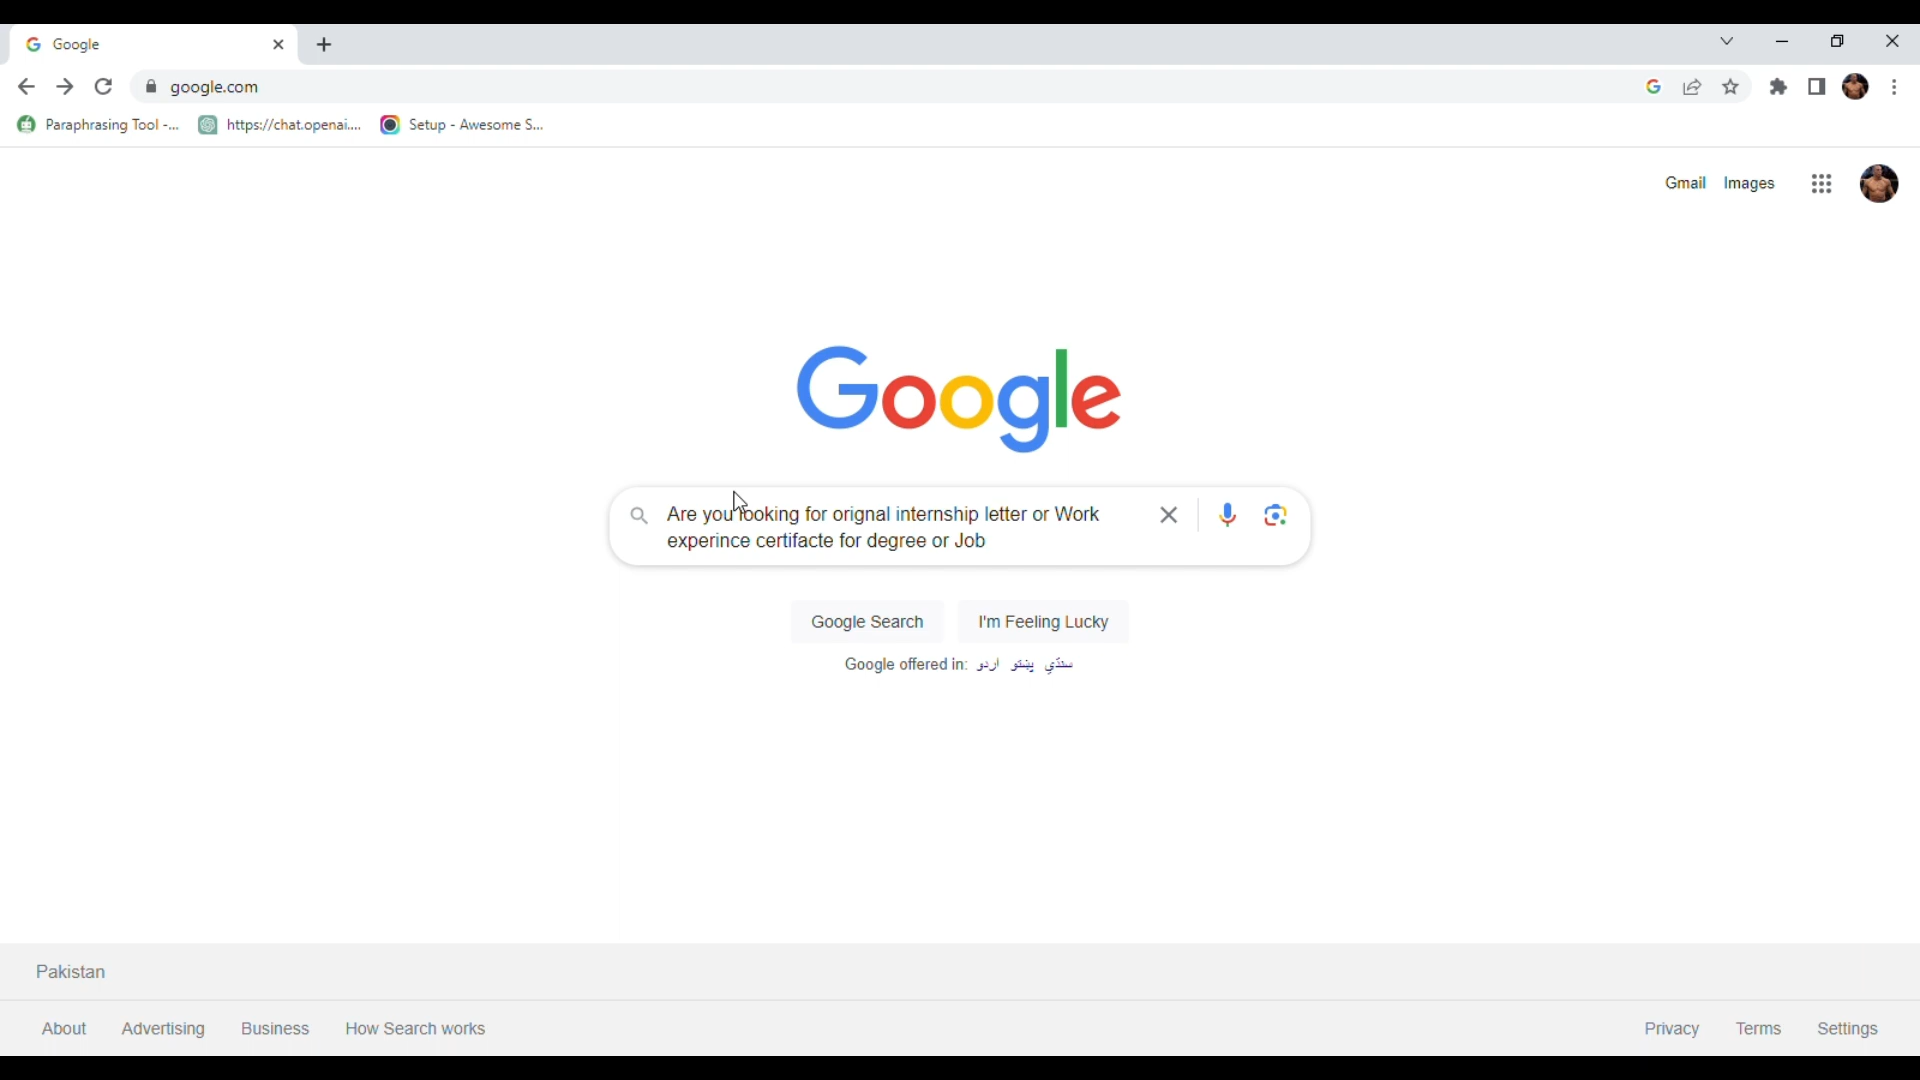 Google
google.com
Paraphrasing Tool -... https://chat.openai.... Setup - Awesome S...
Gmail Images
Google
Are you looking for orignal internship letter or Work
experince certifacte for degree or Job
Google Search I'm Feeling Lucky
Google offered in: اردو پښتو سنڌي
Pakistan
About Advertising Business How Search works Privacy Terms Settings